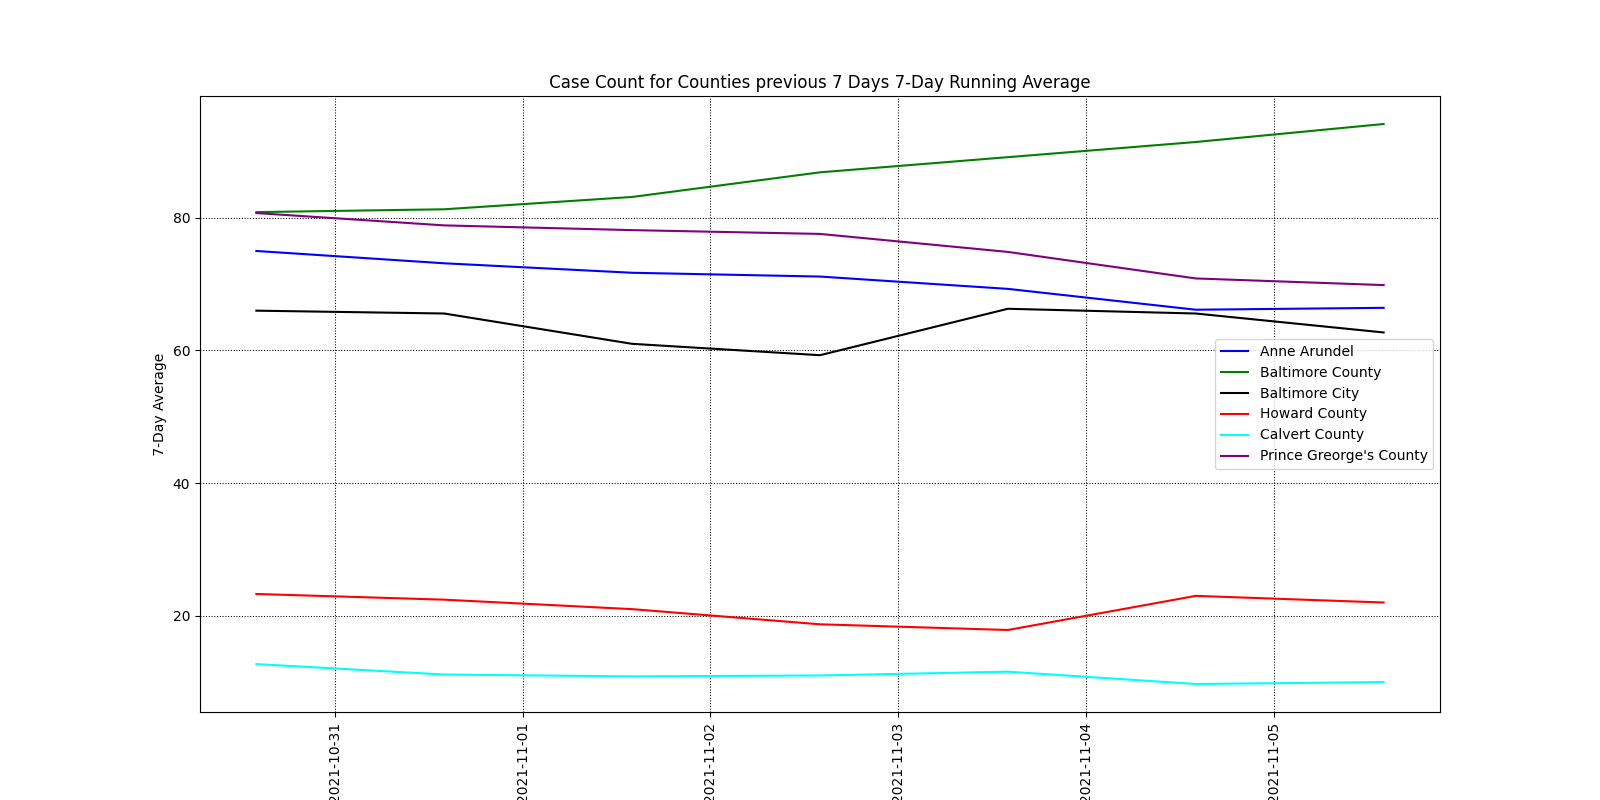 Case Count for Counties previous 7 Days 7-Day Running Average
7-Day Average
80
60
40
20
Anne Arundel
Baltimore County
Baltimore City
Howard County
Calvert County
Prince Greorge's County
2021-10-31
2021-11-01
2021-11-02
2021-11-03
2021-11-04
2021-11-05